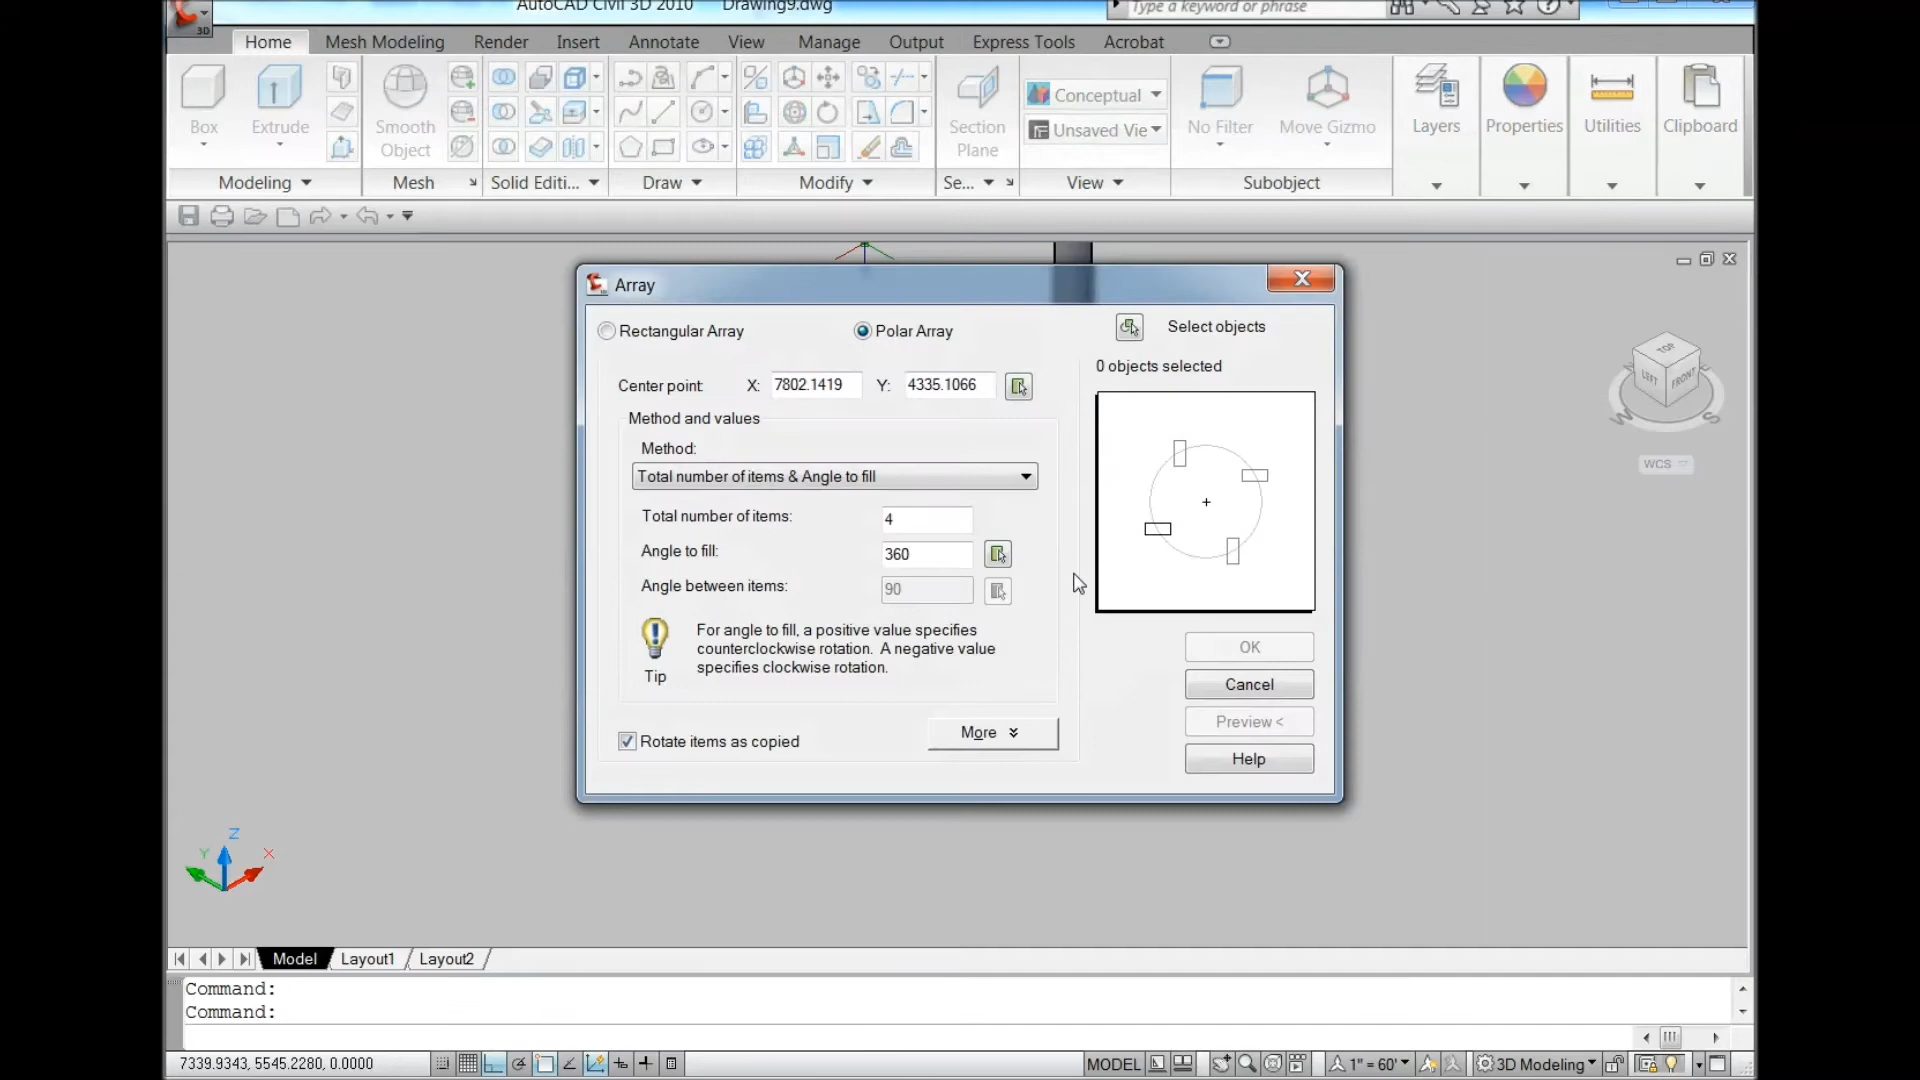 AutoCAD Civil 3D 2010 Drawing9.dwg
Type a keyword or phrase
3D
Home Mesh Modeling Render Insert Annotate View Manage Output Express Tools Acrobat
Box
Extrude
Smooth
Object
Section
Plane
Conceptual
Unsaved Vie
No Filter
Move Gizmo
Layers
Properties
Utilities
Clipboard
Modeling Mesh Solid Editi... Draw Modify Se... View Subobject
Array
Rectangular Array
Polar Array
Select objects
0 objects selected
Center point: X: 7802.1419 Y: 4335.1066
Method and values
Method:
Total number of items & Angle to fill
Total number of items: 4
Angle to fill: 360
Angle between items: 90
For angle to fill, a positive value specifies
counterclockwise rotation. A negative value
specifies clockwise rotation.
Tip
Rotate items as copied
More
OK
Cancel
Preview <
Help
TOP
LEFT
FRONT
W
S
WCS
Z
Y
X
Model Layout1 Layout2
Command:
Command:
7339.9343, 5545.2280, 0.0000
MODEL
1" = 60'
3D Modeling